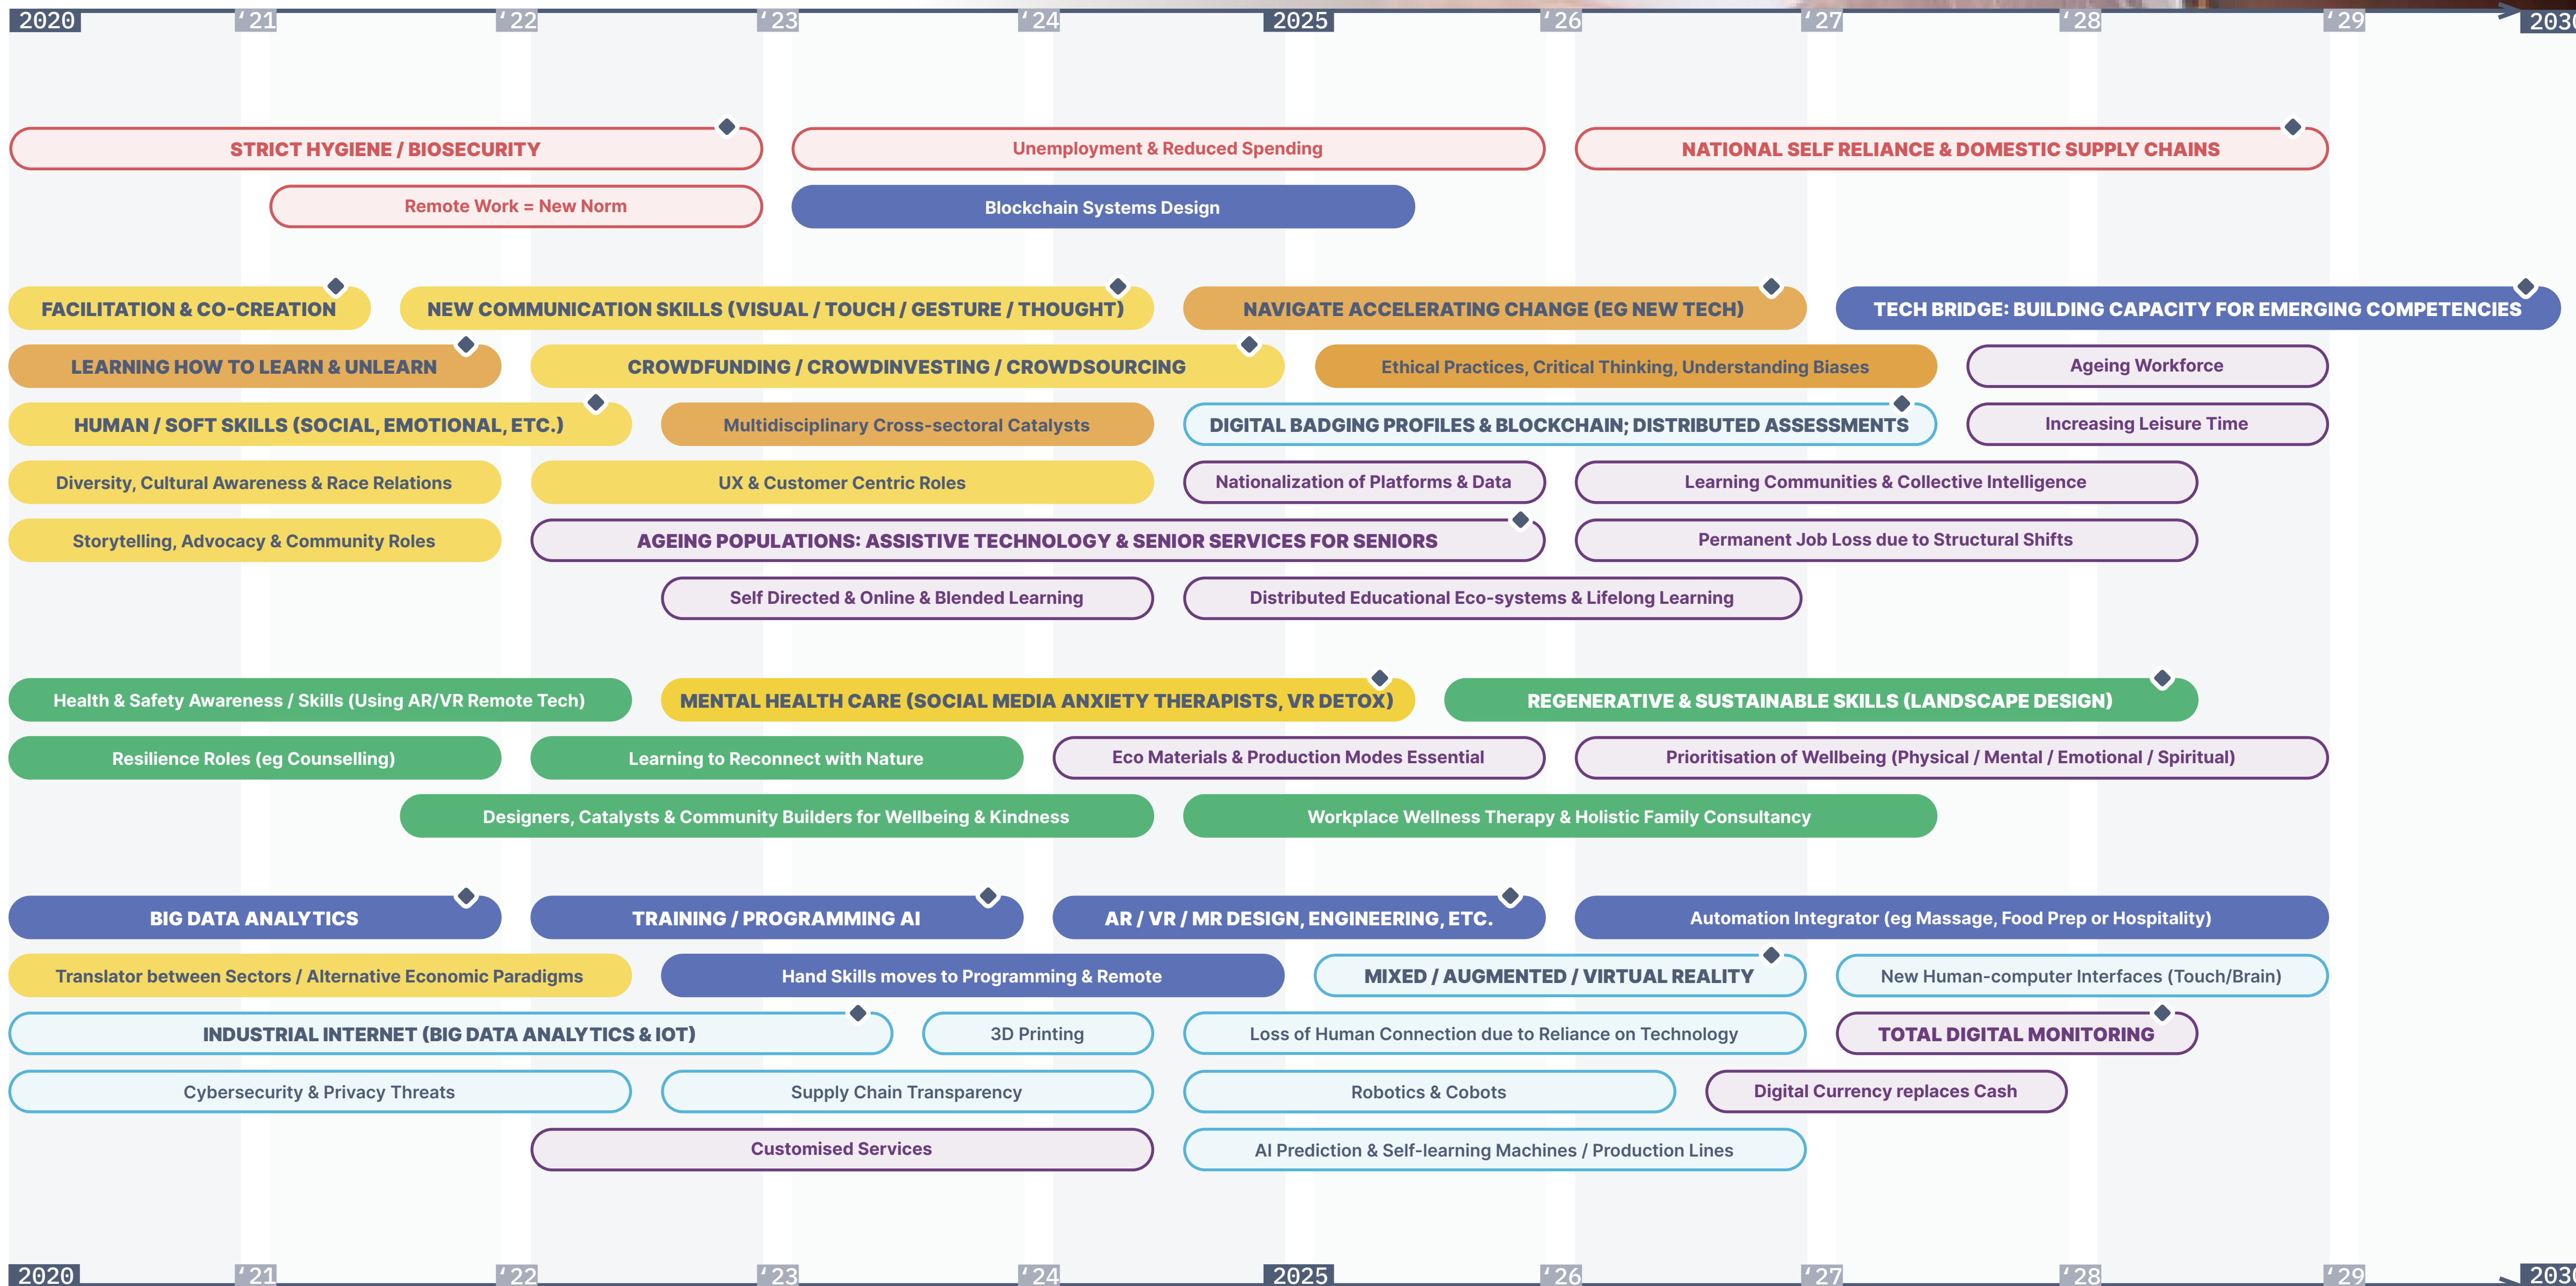 2020 ‘21 ‘22 ‘23 ‘24 2025 ‘26 ‘27 ‘28 ‘29 2030
STRICT HYGIENE / BIOSECURITY
Unemployment & Reduced Spending
NATIONAL SELF RELIANCE & DOMESTIC SUPPLY CHAINS
Remote Work = New Norm
Blockchain Systems Design
FACILITATION & CO-CREATION
NEW COMMUNICATION SKILLS (VISUAL / TOUCH / GESTURE / THOUGHT)
NAVIGATE ACCELERATING CHANGE (EG NEW TECH)
TECH BRIDGE: BUILDING CAPACITY FOR EMERGING COMPETENCIES
LEARNING HOW TO LEARN & UNLEARN
CROWDFUNDING / CROWDINVESTING / CROWDSOURCING
Ethical Practices, Critical Thinking, Understanding Biases
Ageing Workforce
HUMAN / SOFT SKILLS (SOCIAL, EMOTIONAL, ETC.)
Multidisciplinary Cross-sectoral Catalysts
DIGITAL BADGING PROFILES & BLOCKCHAIN; DISTRIBUTED ASSESSMENTS
Increasing Leisure Time
Diversity, Cultural Awareness & Race Relations
UX & Customer Centric Roles
Nationalization of Platforms & Data
Learning Communities & Collective Intelligence
Storytelling, Advocacy & Community Roles
AGEING POPULATIONS: ASSISTIVE TECHNOLOGY & SENIOR SERVICES FOR SENIORS
Permanent Job Loss due to Structural Shifts
Self Directed & Online & Blended Learning
Distributed Educational Eco-systems & Lifelong Learning
Health & Safety Awareness / Skills (Using AR/VR Remote Tech)
MENTAL HEALTH CARE (SOCIAL MEDIA ANXIETY THERAPISTS, VR DETOX)
REGENERATIVE & SUSTAINABLE SKILLS (LANDSCAPE DESIGN)
Resilience Roles (eg Counselling)
Learning to Reconnect with Nature
Eco Materials & Production Modes Essential
Prioritisation of Wellbeing (Physical / Mental / Emotional / Spiritual)
Designers, Catalysts & Community Builders for Wellbeing & Kindness
Workplace Wellness Therapy & Holistic Family Consultancy
BIG DATA ANALYTICS
TRAINING / PROGRAMMING AI
AR / VR / MR DESIGN, ENGINEERING, ETC.
Automation Integrator (eg Massage, Food Prep or Hospitality)
Translator between Sectors / Alternative Economic Paradigms
Hand Skills moves to Programming & Remote
MIXED / AUGMENTED / VIRTUAL REALITY
New Human-computer Interfaces (Touch/Brain)
INDUSTRIAL INTERNET (BIG DATA ANALYTICS & IOT)
3D Printing
Loss of Human Connection due to Reliance on Technology
TOTAL DIGITAL MONITORING
Cybersecurity & Privacy Threats
Supply Chain Transparency
Robotics & Cobots
Digital Currency replaces Cash
Customised Services
AI Prediction & Self-learning Machines / Production Lines
2020 ‘21 ‘22 ‘23 ‘24 2025 ‘26 ‘27 ‘28 ‘29 2030